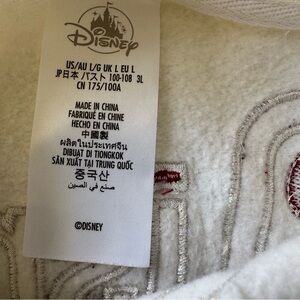 Disney
US/AU L/G UK L EU L
JP日本 バスト 100-108 3L
CN 175/100A
MADE IN CHINA
FABRIQUÉ EN CHINE
HECHO EN CHINA
中國製
ผลิตในประเทศจีน
DIBUAT DI TIONGKOK
SẢN XUẤT TẠI TRUNG QUỐC
중국산
صنع في الصين
©DISNEY